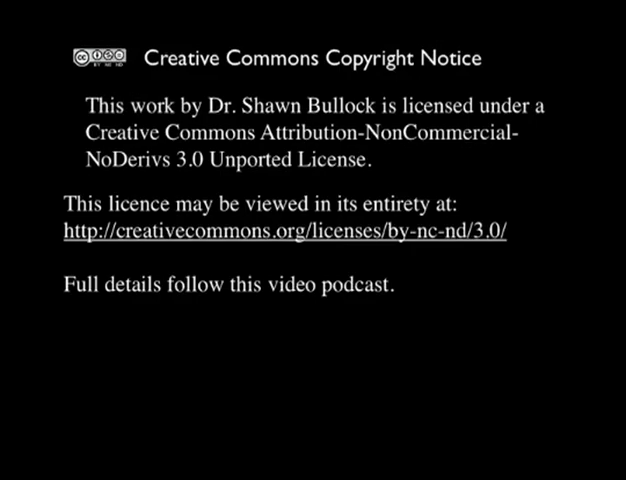 Creative Commons Copyright Notice
This work by Dr. Shawn Bullock is licensed under a
Creative Commons Attribution-NonCommercial-
NoDerivs 3.0 Unported License.
This licence may be viewed in its entirety at:
http://creativecommons.org/licenses/by-nc-nd/3.0/
Full details follow this video podcast.